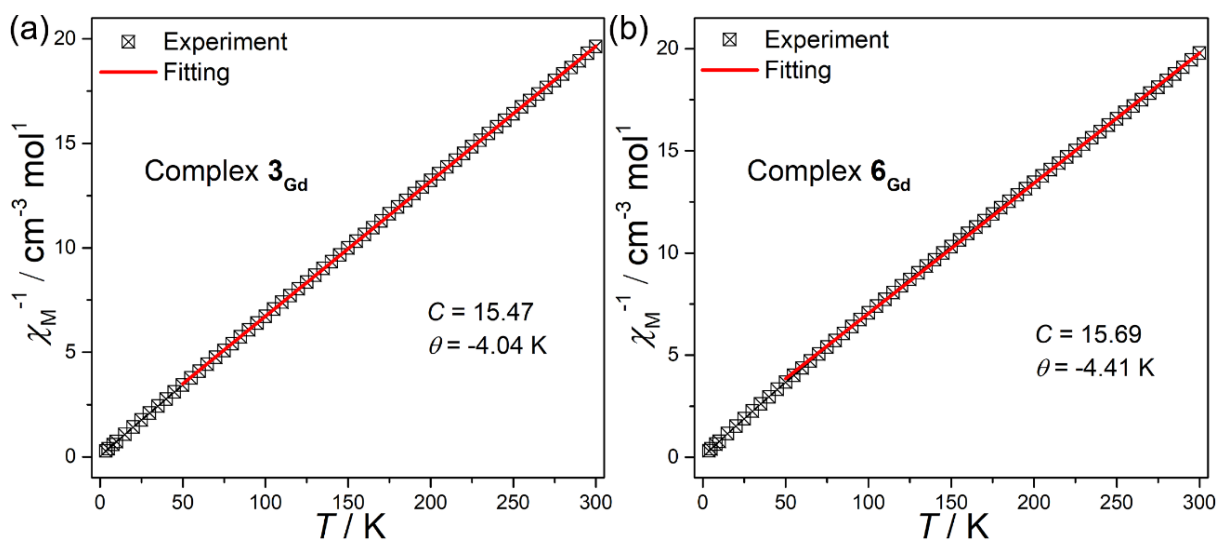 (a)
Experiment
Fitting
Complex 3Gd
C = 15.47
θ = -4.04 K
χM-1 / cm-3 mol1
20
15
10
5
0
0 50 100 150 200 250 300
T / K
(b)
Experiment
Fitting
Complex 6Gd
C = 15.69
θ = -4.41 K
χM-1 / cm-3 mol1
20
15
10
5
0
0 50 100 150 200 250 300
T / K